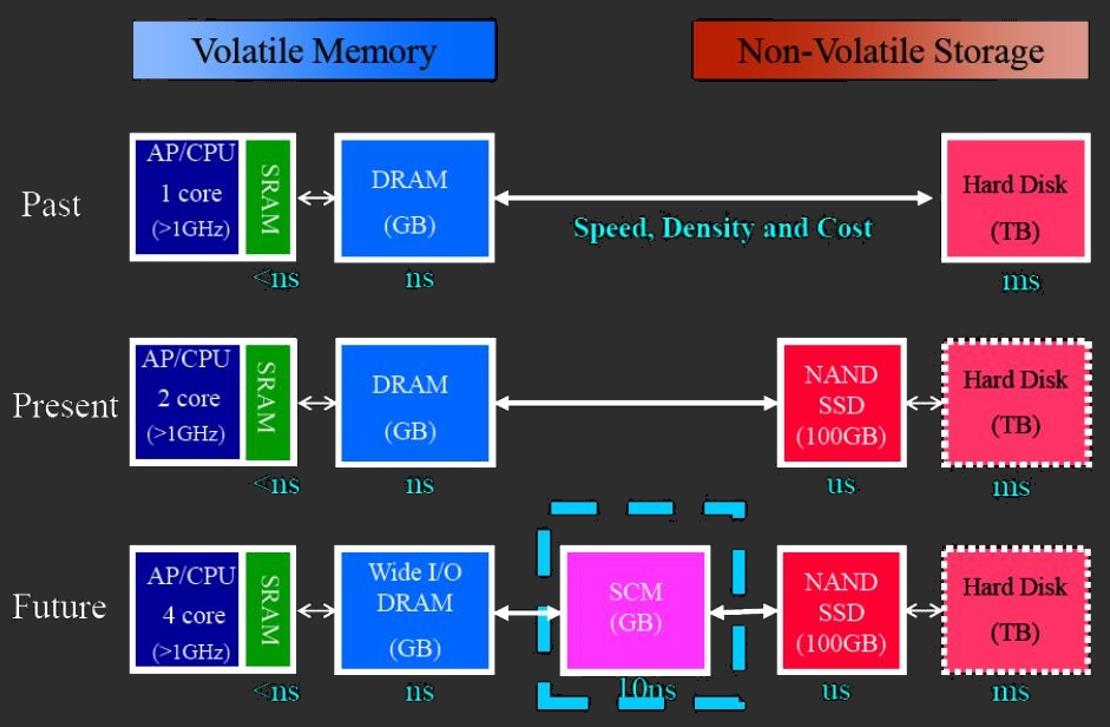 Volatile Memory
Non-Volatile Storage
Past
AP/CPU
1 core
(>1GHz)
SRAM
<ns
DRAM
(GB)
ns
Speed, Density and Cost
Hard Disk
(TB)
ms
Present
AP/CPU
2 core
(>1GHz)
SRAM
<ns
DRAM
(GB)
ns
NAND
SSD
(100GB)
us
Hard Disk
(TB)
ms
Future
AP/CPU
4 core
(>1GHz)
SRAM
<ns
Wide I/O
DRAM
(GB)
ns
SCM
(GB)
10ns
NAND
SSD
(100GB)
us
Hard Disk
(TB)
ms